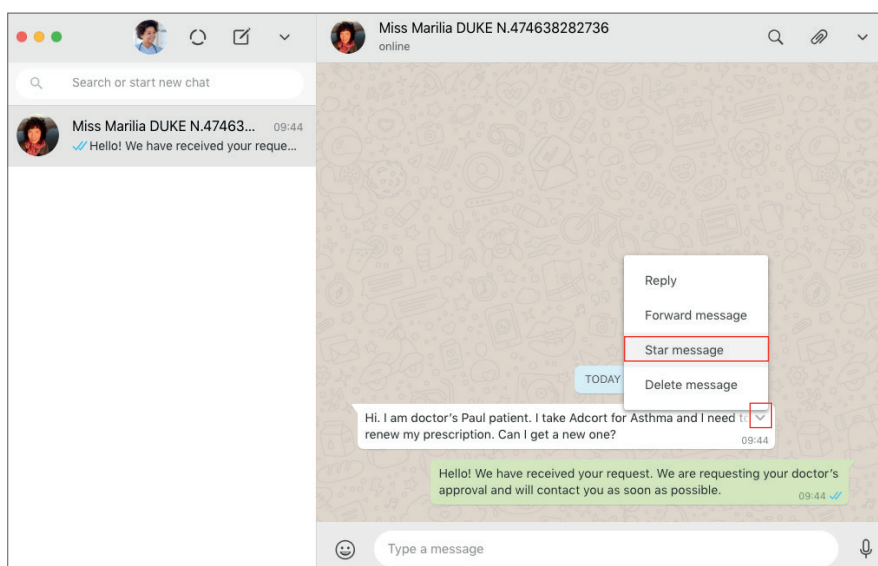 Miss Marilia DUKE N.474638282736
online
Search or start new chat
Miss Marilia DUKE N.47463... 09:44
Hello! We have received your reque...
Reply
Forward message
Star message
Delete message
TODAY
Hi. I am doctor's Paul patient. I take Adcort for Asthma and I need to
renew my prescription. Can I get a new one?
09:44
Hello! We have received your request. We are requesting your doctor's
approval and will contact you as soon as possible.
09:44
Type a message